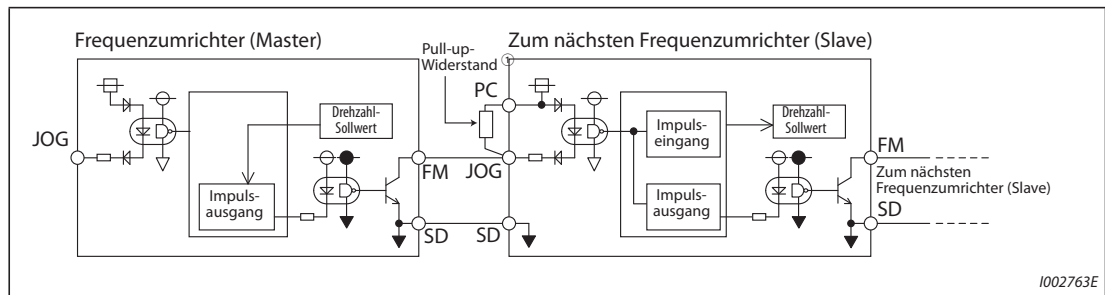 Frequenzumrichter (Master)
Zum nächsten Frequenzumrichter (Slave)
Pull-up-
Widerstand
①
PC
JOG
Drehzahl-
Sollwert
Impuls-
ausgang
FM
SD
JOG
SD
Impuls-
eingang
Impuls-
ausgang
Drehzahl-
Sollwert
FM
Zum nächsten
Frequenzumrichter (Slave)
SD
I002763E